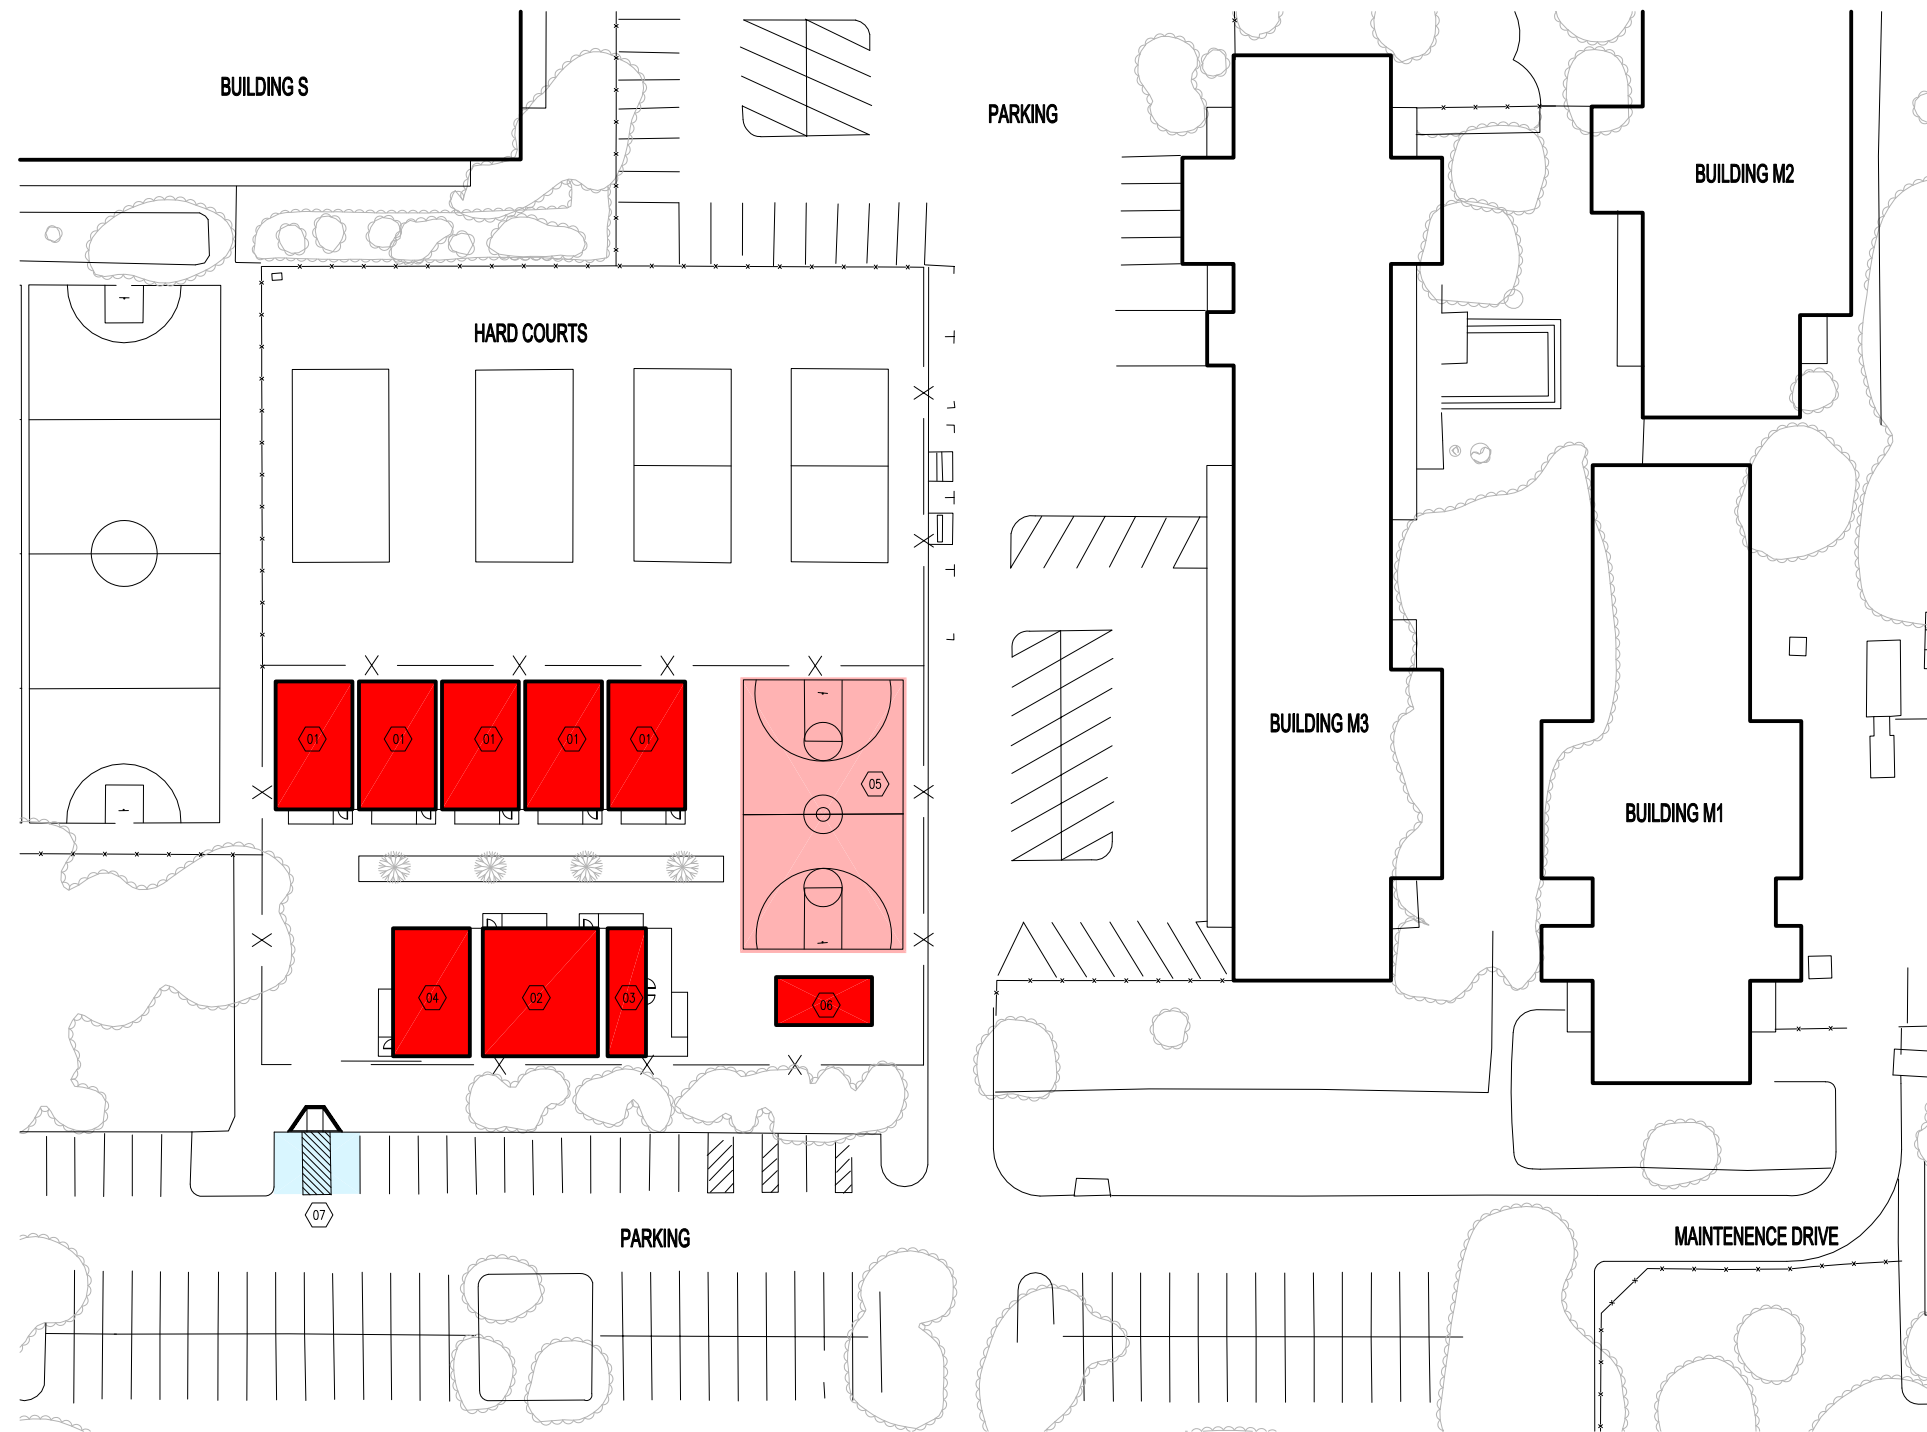 BUILDING S
PARKING
BUILDING M2
HARD COURTS
BUILDING M3
01
01
01
01
01
05
BUILDING M1
04
02
03
06
07
PARKING
MAINTENENCE DRIVE